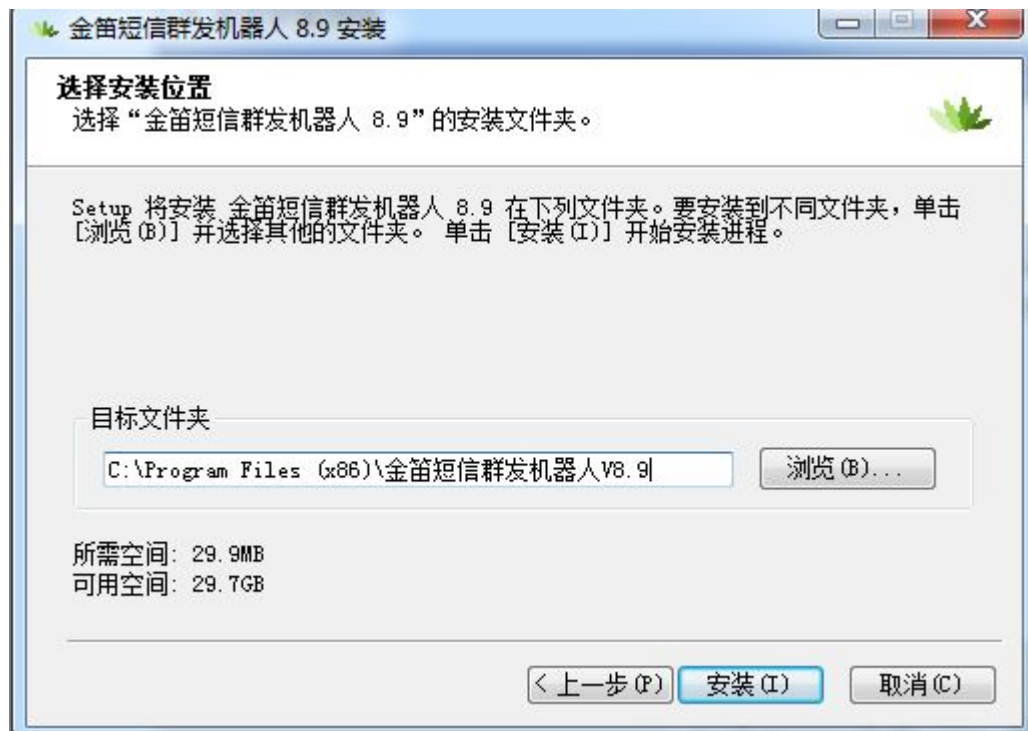 金笛短信群发机器人 8.9 安装
选择安装位置
选择“金笛短信群发机器人 8.9”的安装文件夹。
Setup 将安装 金笛短信群发机器人 8.9 在下列文件夹。要安装到不同文件夹，单击
[浏览(B)] 并选择其他的文件夹。 单击 [安装(I)] 开始安装进程。
目标文件夹
C:\Program Files (x86)\金笛短信群发机器人V8.9
浏览(B)...
所需空间: 29.9MB
可用空间: 29.7GB
< 上一步(P)
安装(I)
取消(C)